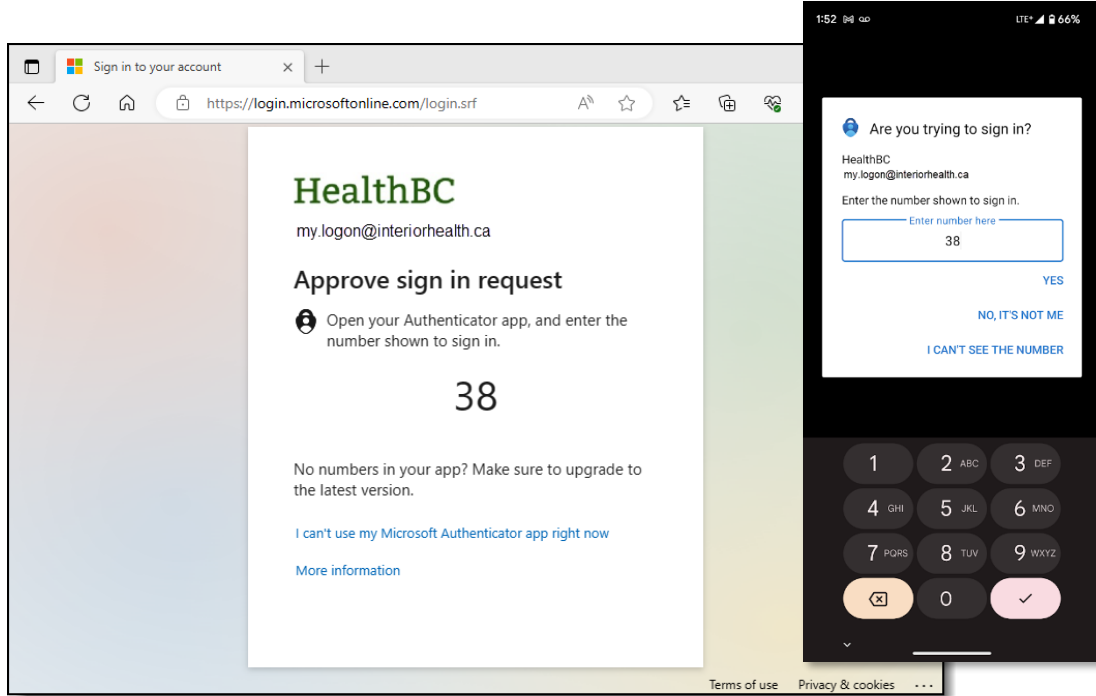 Sign in to your account
https://login.microsoftonline.com/login.srf
HealthBC
my.logon@interiorhealth.ca
Approve sign in request
Open your Authenticator app, and enter the
number shown to sign in.
38
No numbers in your app? Make sure to upgrade to
the latest version.
I can't use my Microsoft Authenticator app right now
More information
Terms of use Privacy & cookies ...
1:52 LTE+ 66%
Are you trying to sign in?
HealthBC
my.logon@interiorhealth.ca
Enter the number shown to sign in.
Enter number here
38
YES
NO, IT'S NOT ME
I CAN'T SEE THE NUMBER
1 2 ABC 3 DEF
4 GHI 5 JKL 6 MNO
7 PQRS 8 TUV 9 WXYZ
0